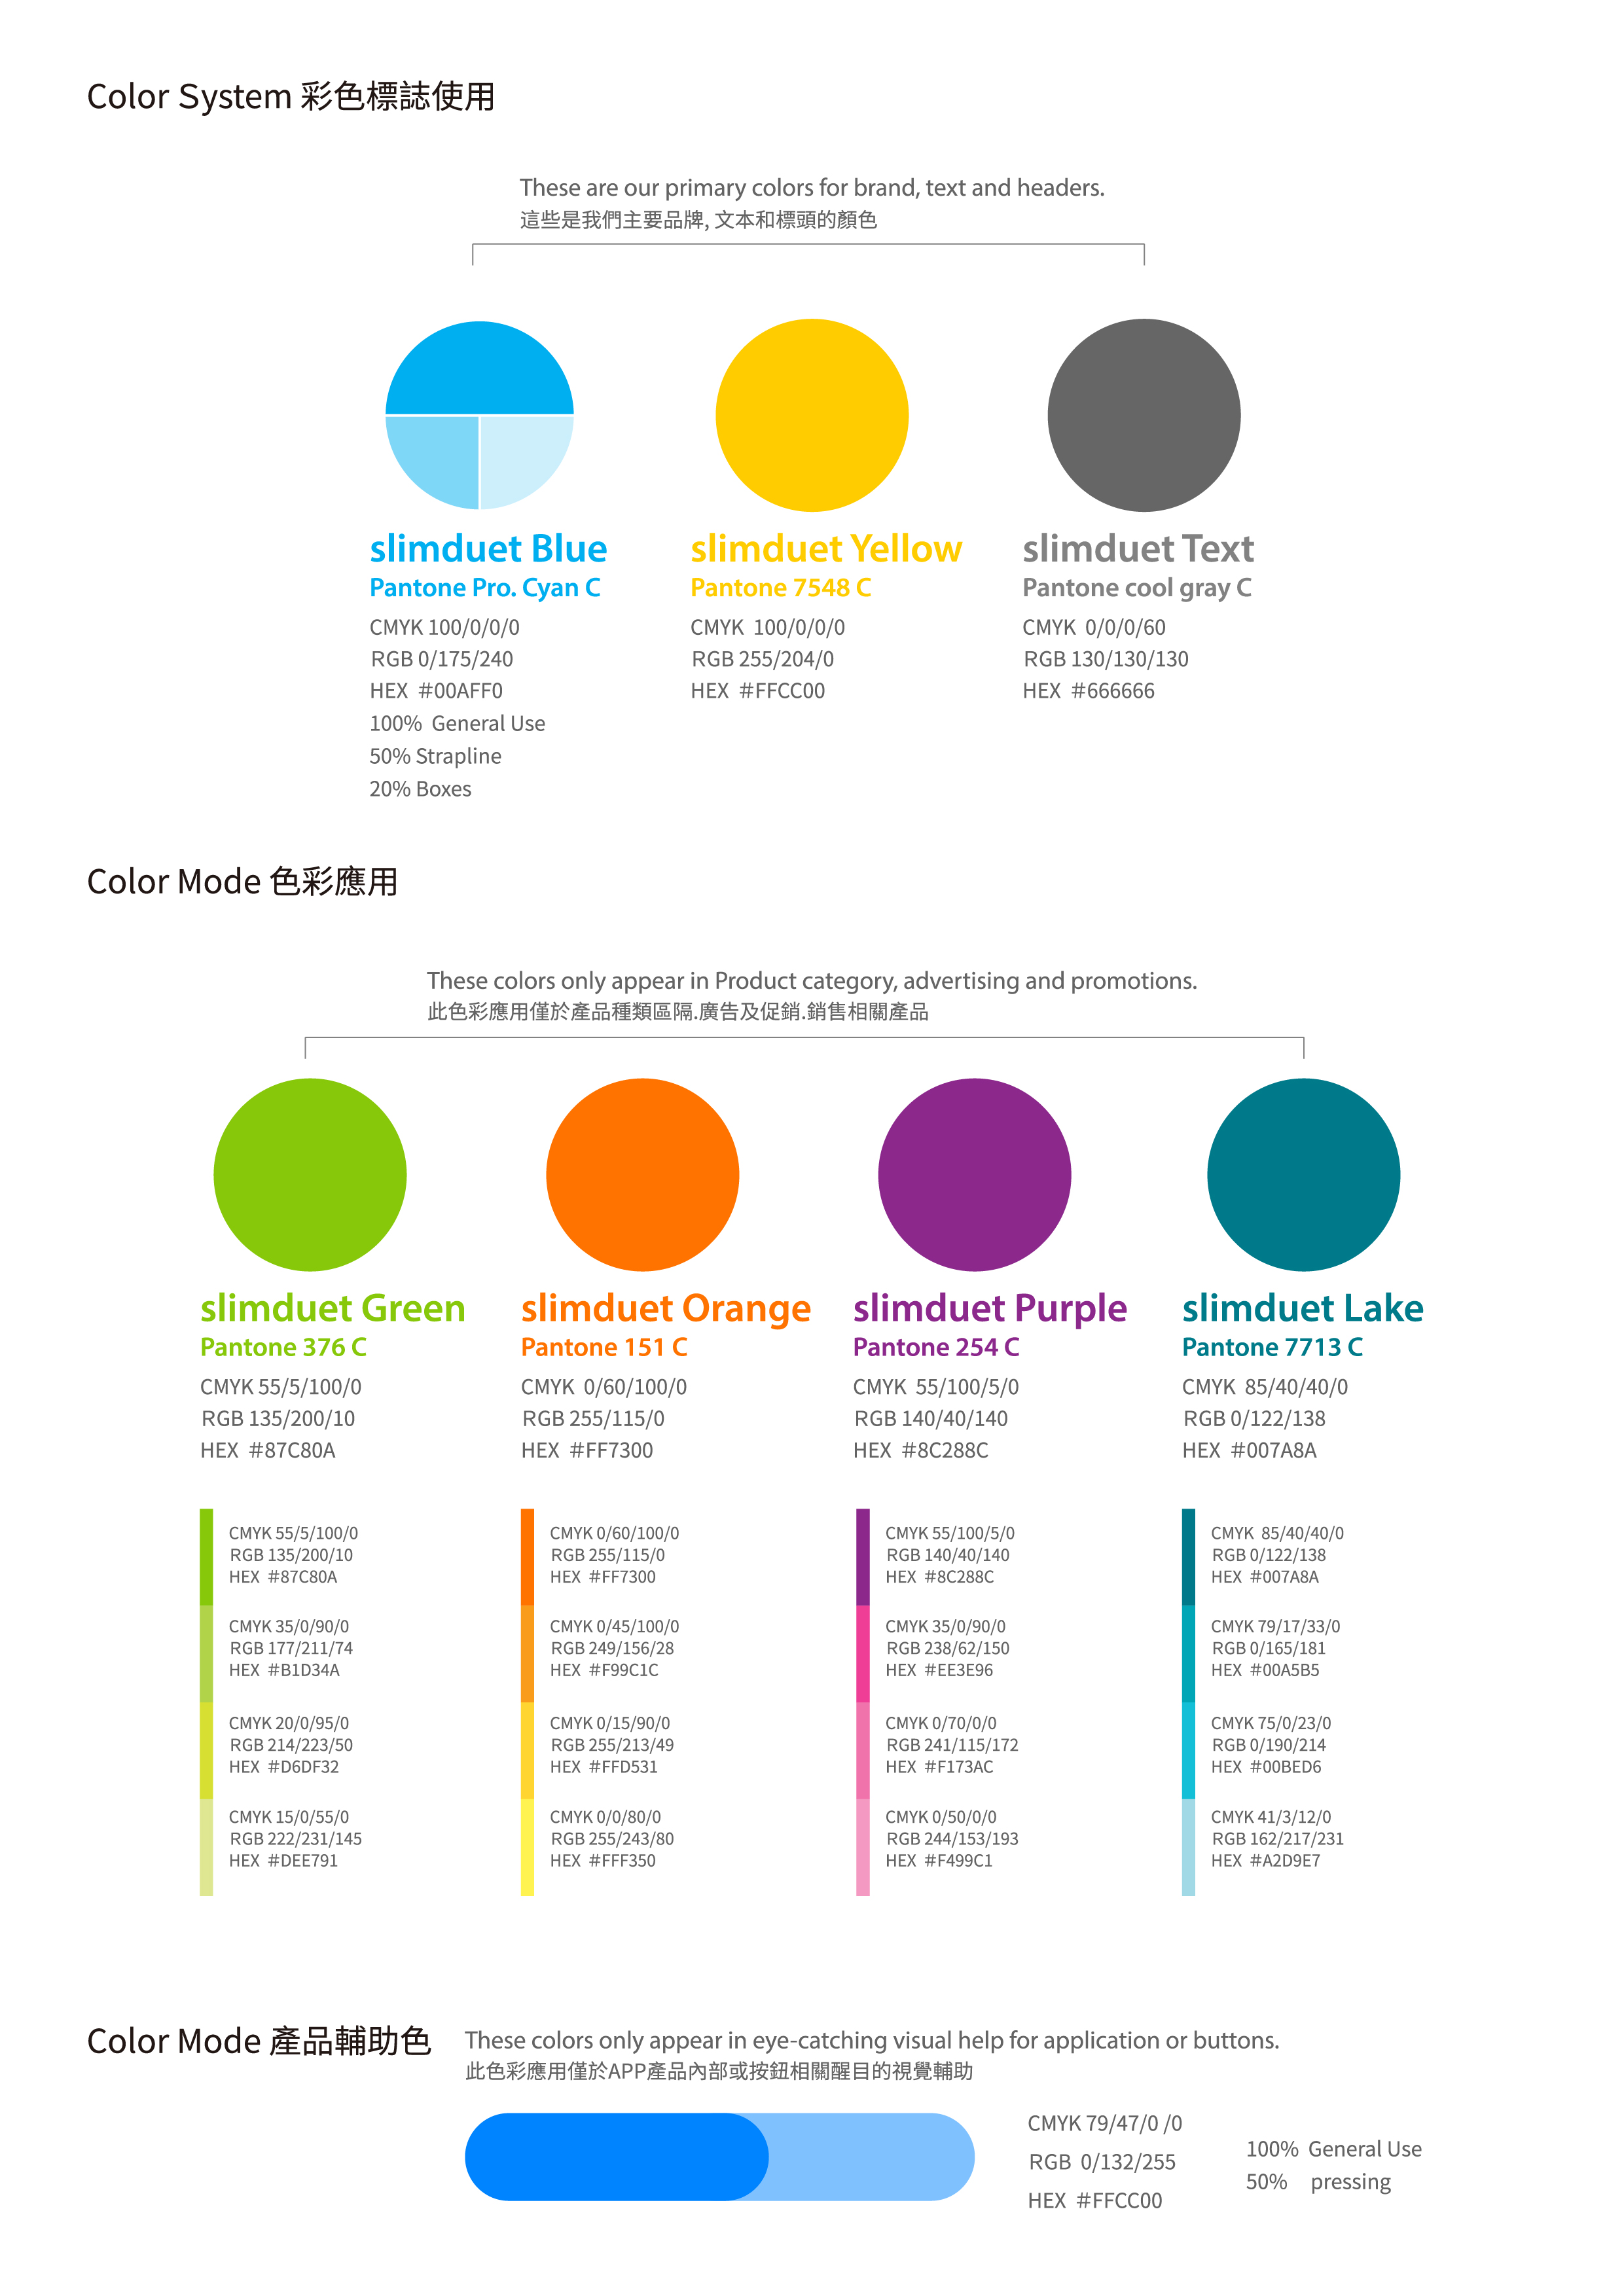 Color System 彩色標誌使用
These are our primary colors for brand, text and headers.
這些是我們主要品牌, 文本和標頭的顏色
slimduet Blue
Pantone Pro. Cyan C
CMYK 100/0/0/0
RGB 0/175/240
HEX #00AFF0
100% General Use
50% Strapline
20% Boxes
slimduet Yellow
Pantone 7548 C
CMYK 100/0/0/0
RGB 255/204/0
HEX #FFCC00
slimduet Text
Pantone cool gray C
CMYK 0/0/0/60
RGB 130/130/130
HEX #666666
Color Mode 色彩應用
These colors only appear in Product category, advertising and promotions.
此色彩應用僅於產品種類區隔.廣告及促銷.銷售相關產品
slimduet Green
Pantone 376 C
CMYK 55/5/100/0
RGB 135/200/10
HEX #87C80A
slimduet Orange
Pantone 151 C
CMYK 0/60/100/0
RGB 255/115/0
HEX #FF7300
slimduet Purple
Pantone 254 C
CMYK 55/100/5/0
RGB 140/40/140
HEX #8C288C
slimduet Lake
Pantone 7713 C
CMYK 85/40/40/0
RGB 0/122/138
HEX #007A8A
CMYK 55/5/100/0
RGB 135/200/10
HEX #87C80A
CMYK 35/0/90/0
RGB 177/211/74
HEX #B1D34A
CMYK 20/0/95/0
RGB 214/223/50
HEX #D6DF32
CMYK 15/0/55/0
RGB 222/231/145
HEX #DEE791
CMYK 0/60/100/0
RGB 255/115/0
HEX #FF7300
CMYK 0/45/100/0
RGB 249/156/28
HEX #F99C1C
CMYK 0/15/90/0
RGB 255/213/49
HEX #FFD531
CMYK 0/0/80/0
RGB 255/243/80
HEX #FFF350
CMYK 55/100/5/0
RGB 140/40/140
HEX #8C288C
CMYK 35/0/90/0
RGB 238/62/150
HEX #EE3E96
CMYK 0/70/0/0
RGB 241/115/172
HEX #F173AC
CMYK 0/50/0/0
RGB 244/153/193
HEX #F499C1
CMYK 85/40/40/0
RGB 0/122/138
HEX #007A8A
CMYK 79/17/33/0
RGB 0/165/181
HEX #00A5B5
CMYK 75/0/23/0
RGB 0/190/214
HEX #00BED6
CMYK 41/3/12/0
RGB 162/217/231
HEX #A2D9E7
Color Mode 產品輔助色
These colors only appear in eye-catching visual help for application or buttons.
此色彩應用僅於APP產品內部或按鈕相關醒目的視覺輔助
CMYK 79/47/0 /0
RGB 0/132/255
HEX #FFCC00
100% General Use
50% pressing